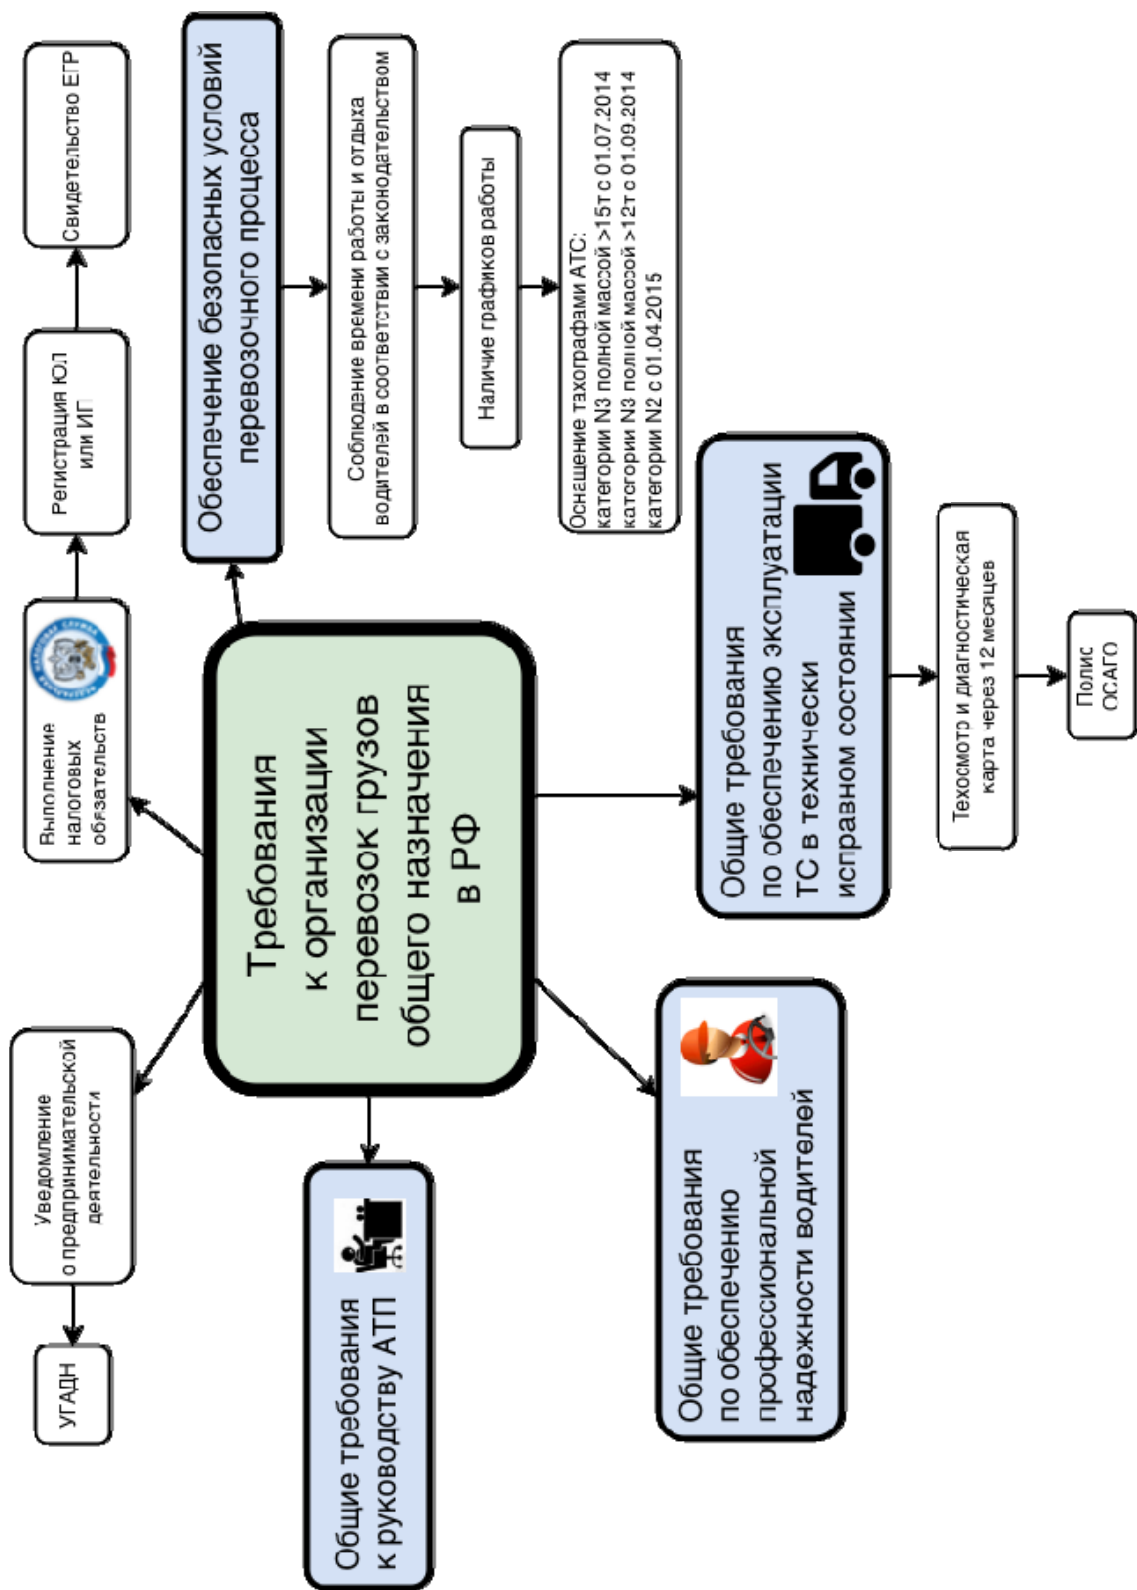 УГАДН
Уведомление
о предпринимательской
деятельности
Выполнение
налоговых
обязательств
ФЕДЕРАЛЬНАЯ НАЛОГОВАЯ СЛУЖБА
Регистрация ЮЛ
или ИП
Свидетельство ЕГР
Требования
к организации
перевозок грузов
общего назначения
в РФ
Обеспечение безопасных условий
перевозочного процесса
Соблюдение времени работы и отдыха
водителей в соответствии с законодательством
Наличие графиков работы
Оснащение тахографами АТС:
категории N3 полной массой >15т с 01.07.2014
категории N3 полной массой >12т с 01.09.2014
категории N2 с 01.04.2015
Общие требования
к руководству АТП
Общие требования
по обеспечению
профессиональной
надежности водителей
Общие требования
по обеспечению эксплуатации
ТС в технически
исправном состоянии
Техосмотр и диагностическая
карта через 12 месяцев
Полис
ОСАГО